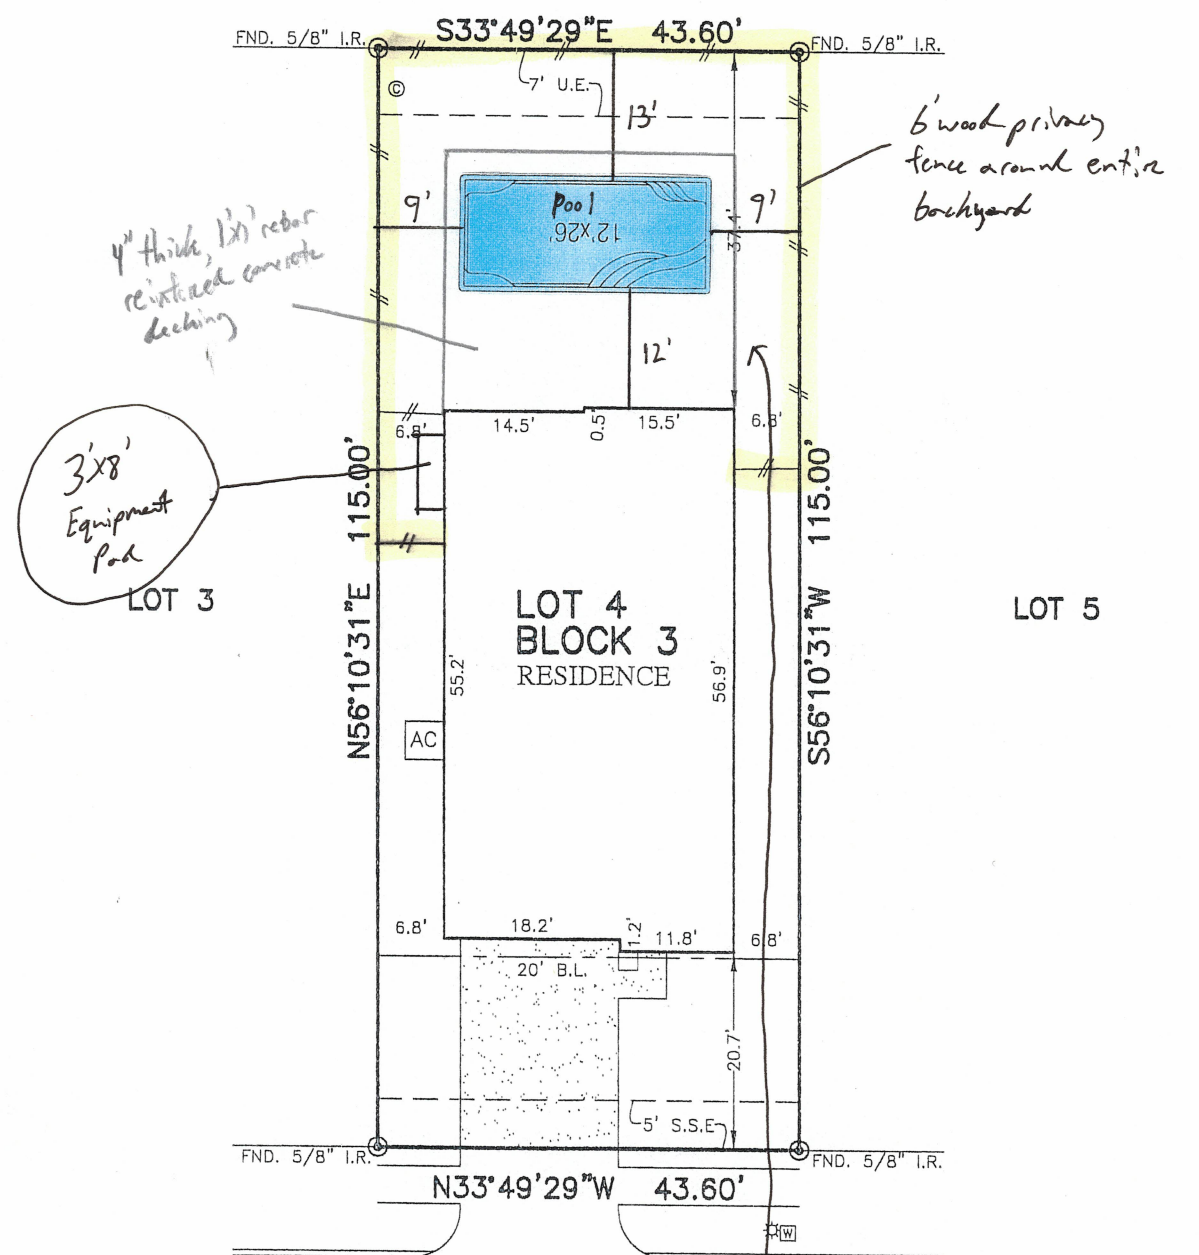 S33°49'29"E 43.60'
FND. 5/8" I.R.
FND. 5/8" I.R.
7' U.E.
©
13'
6' wood privacy
fence around entire
backyard
Pool
12'x26'
9'
9'
37.4'
4" thick, 1'x1' rebar
reinforced concrete
decking
12'
14.5'
0.5'
15.5'
6.8'
6.8'
3'x8'
Equipment
Pad
N56°10'31"E 115.00'
S56°10'31"W 115.00'
LOT 3
LOT 4
BLOCK 3
RESIDENCE
LOT 5
55.2'
56.9'
AC
6.8'
18.2'
1.2'
11.8'
6.8'
20' B.L.
20.7'
5' S.S.E
FND. 5/8" I.R.
FND. 5/8" I.R.
N33°49'29"W 43.60'
W